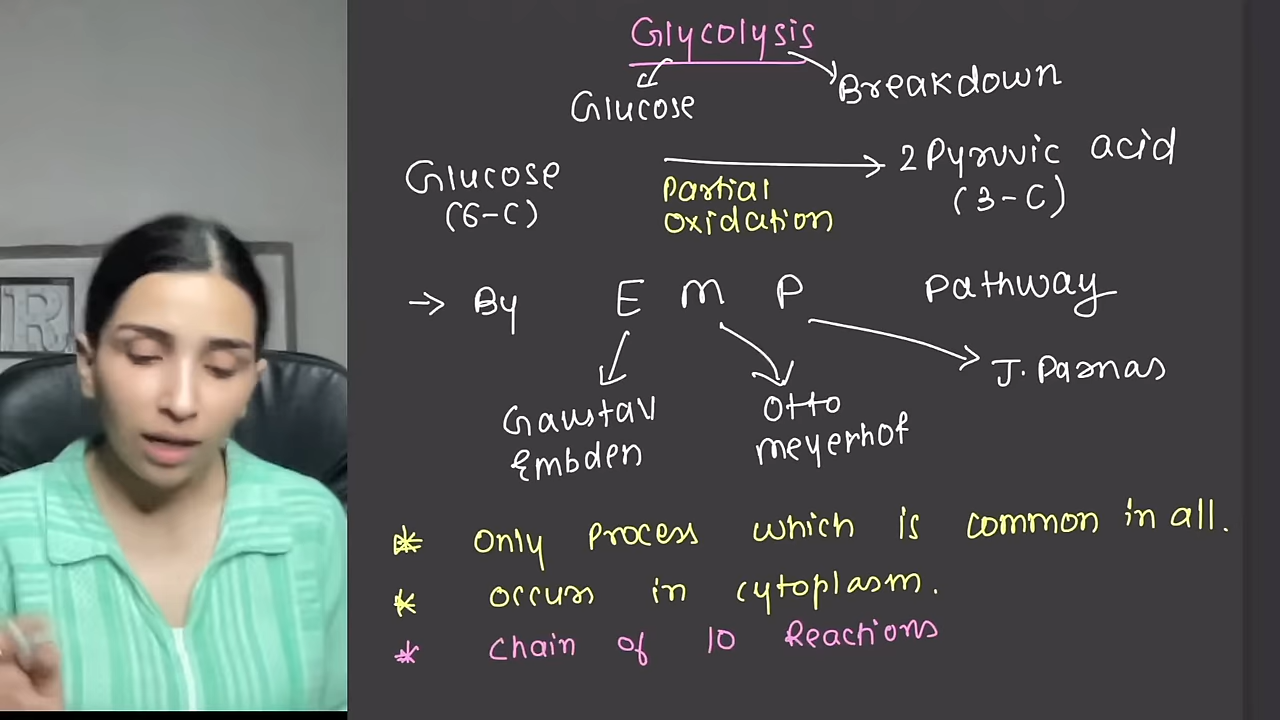 Glycolysis
Glucose
Breakdown
Glucose
(6-C)
Partial
oxidation
2 Pyruvic acid
(3-C)
→ By E M P Pathway
Gaustav
Embden
Otto
meyerhof
J. Parnas
* Only process which is common in all.
* occurs in cytoplasm.
* chain of 10 Reactions
R